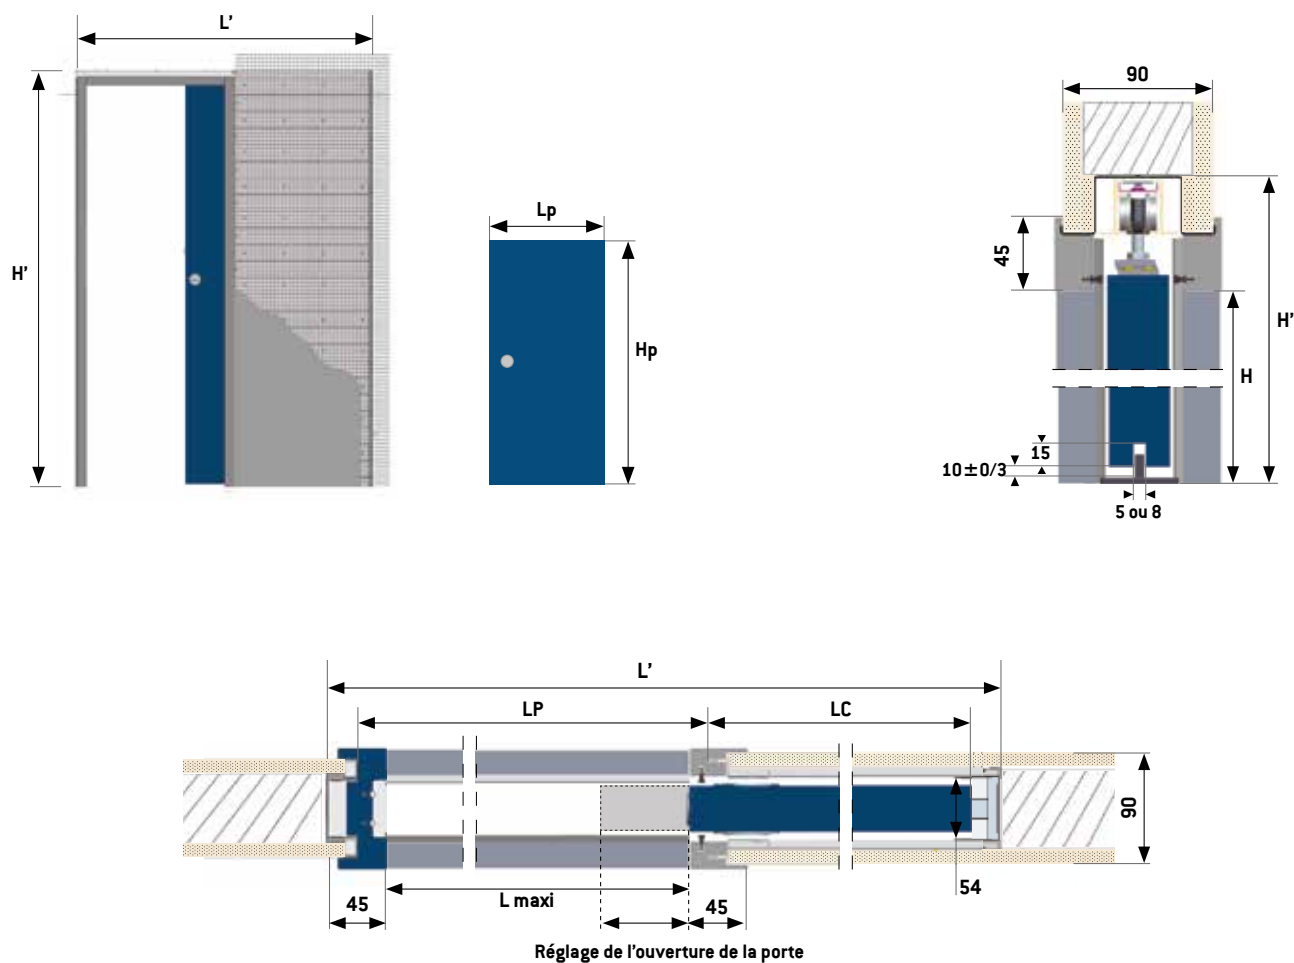 L'
H'
Lp
Hp
90
45
H'
H
15
10±0/3
5 ou 8
L'
LP
LC
90
54
45
L maxi
45
Réglage de l'ouverture de la porte